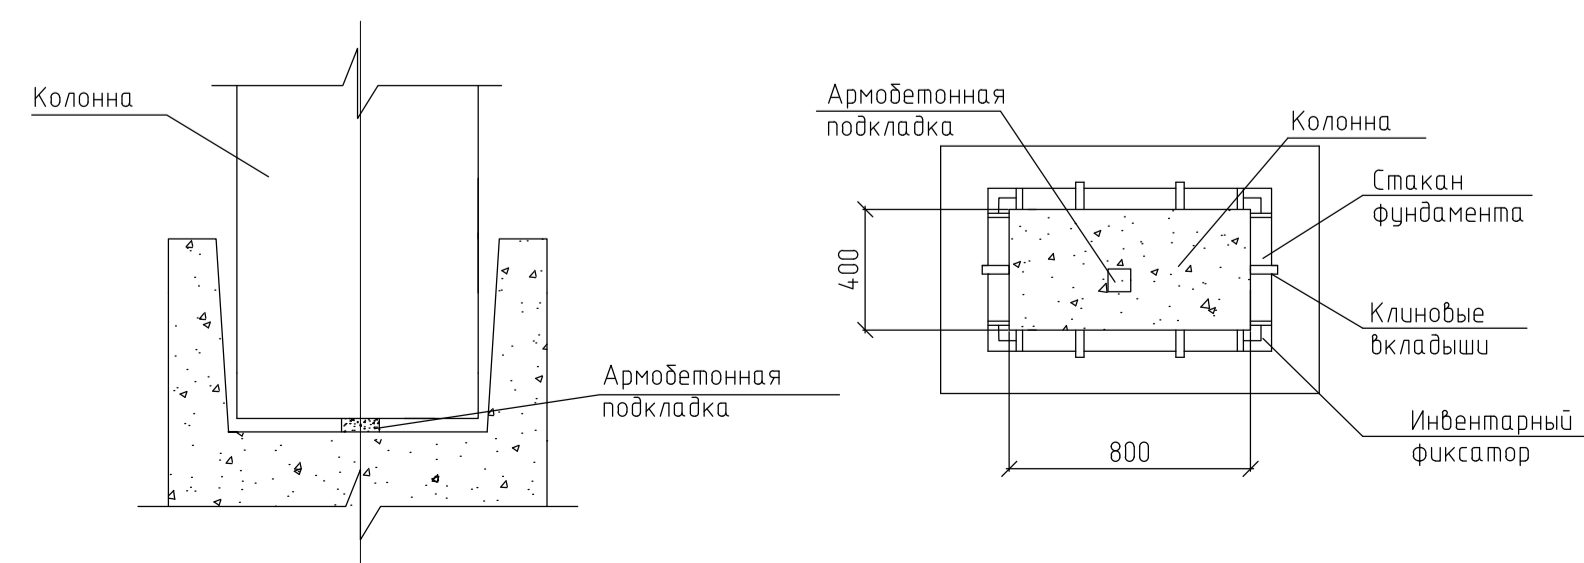 Колонна
Армобетонная
подкладка
Армобетонная
подкладка
Колонна
Стакан
фундамента
400
Клиновые
вкладыши
Инвентарный
фиксатор
800